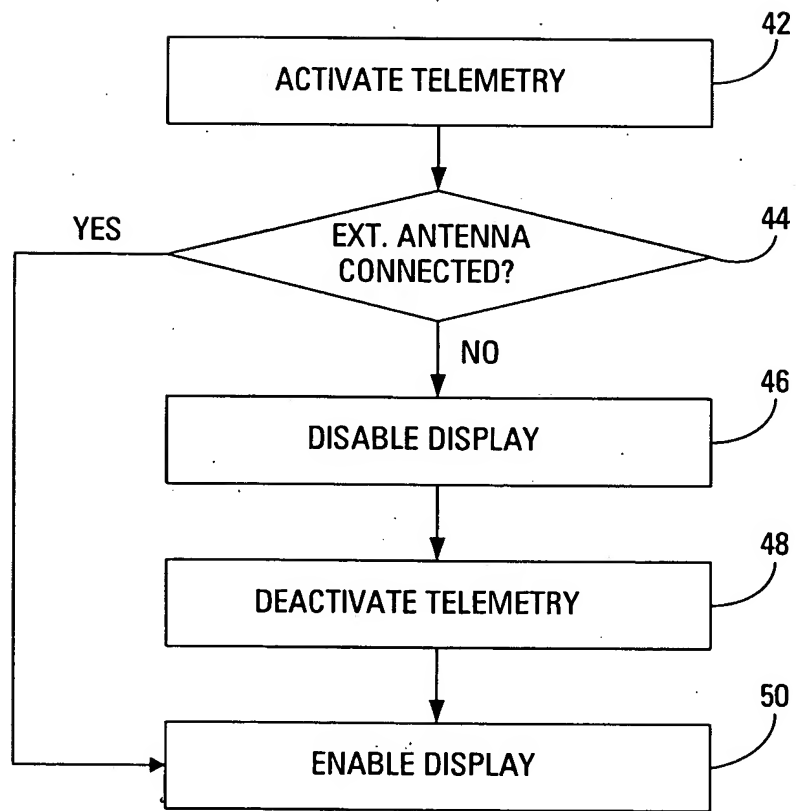 42
ACTIVATE TELEMETRY
YES
EXT. ANTENNA
CONNECTED?
44
NO
46
DISABLE DISPLAY
48
DEACTIVATE TELEMETRY
50
ENABLE DISPLAY